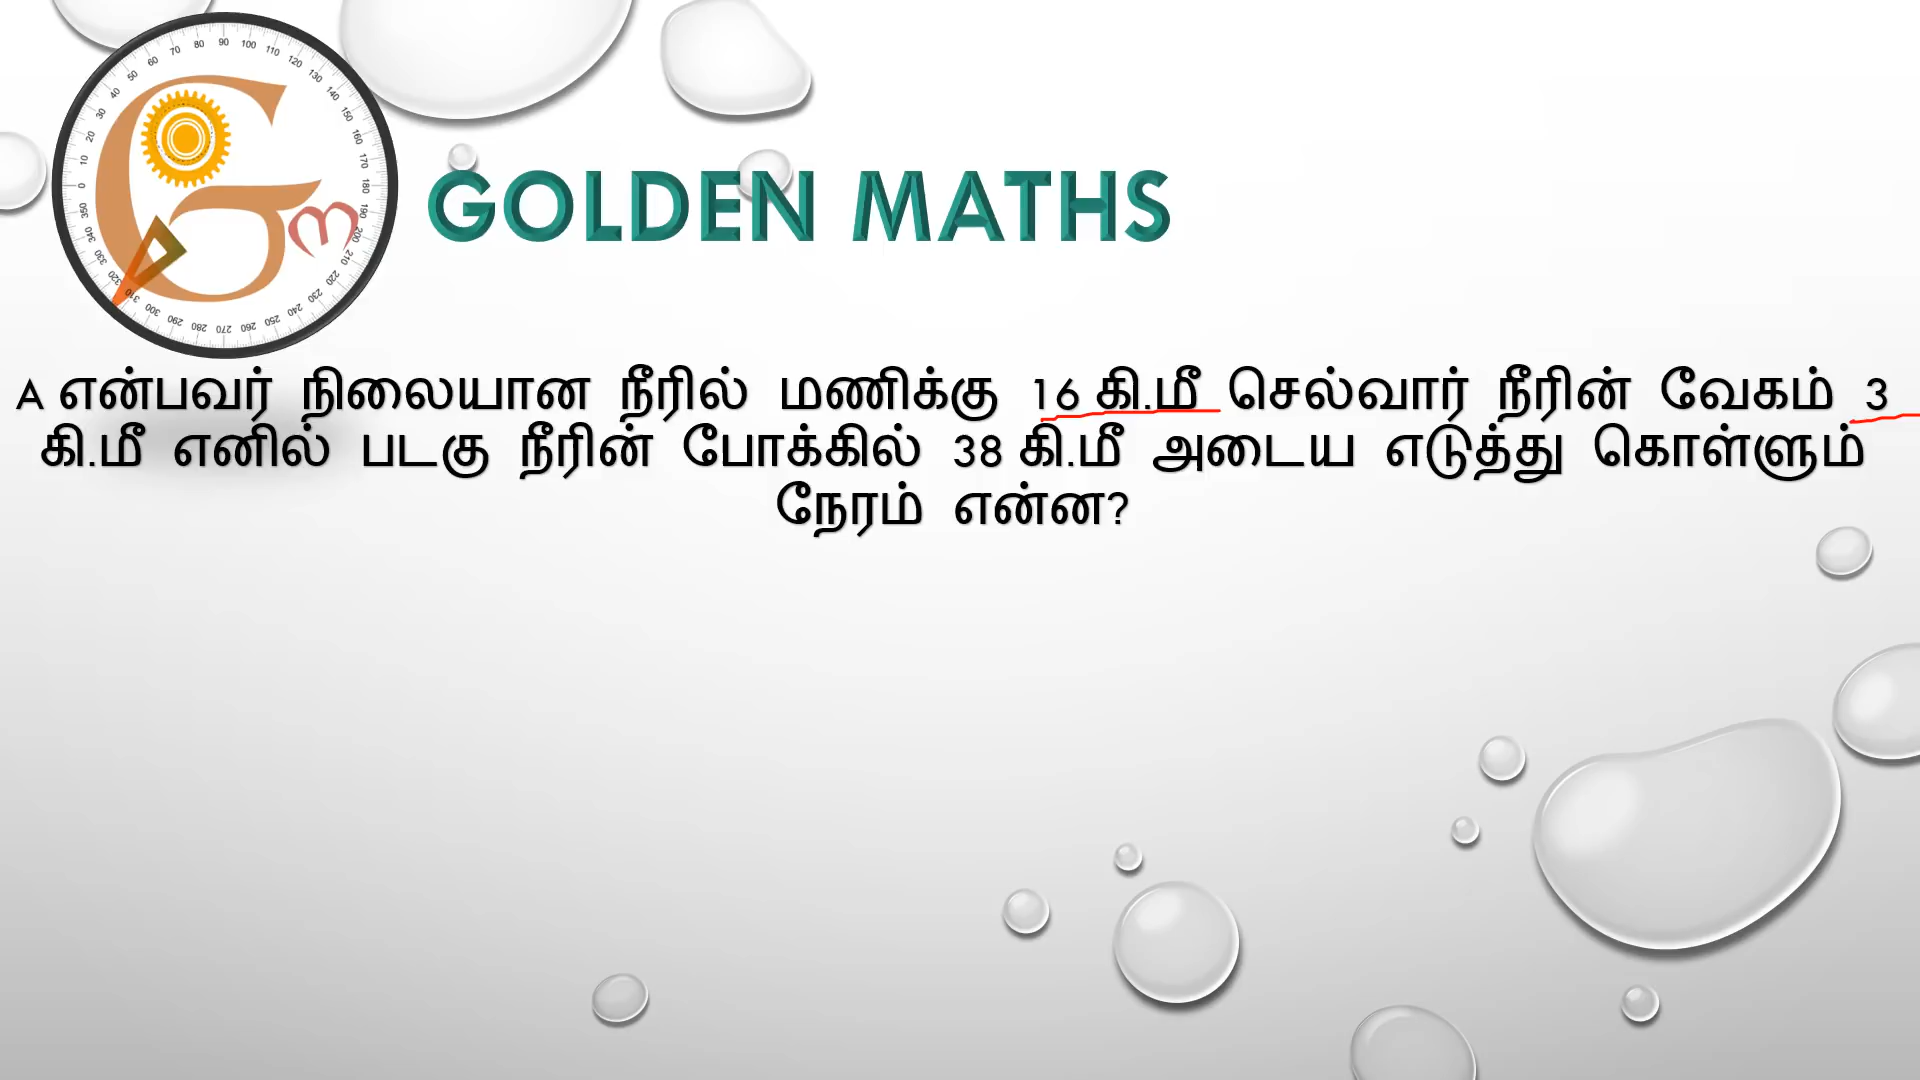 GOLDEN MATHS
A என்பவர் நிலையான நீரில் மணிக்கு 16 கி.மீ செல்வார் நீரின் வேகம் 3
கி.மீ எனில் படகு நீரின் போக்கில் 38 கி.மீ அடைய எடுத்து கொள்ளும்
நேரம் என்ன?